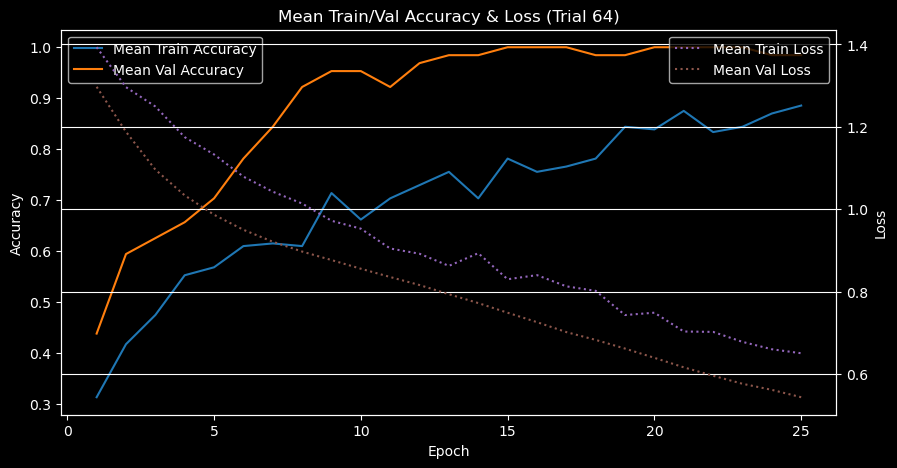 Mean Train/Val Accuracy & Loss (Trial 64)
Mean Train Accuracy
Mean Val Accuracy
Mean Train Loss
Mean Val Loss
Accuracy
1.0
0.9
0.8
0.7
0.6
0.5
0.4
0.3
Loss
1.4
1.2
1.0
0.8
0.6
0
5
10
15
20
25
Epoch